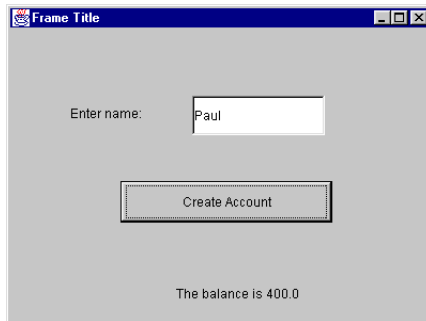 Frame Title
Enter name:
Paul
Create Account
The balance is 400.0